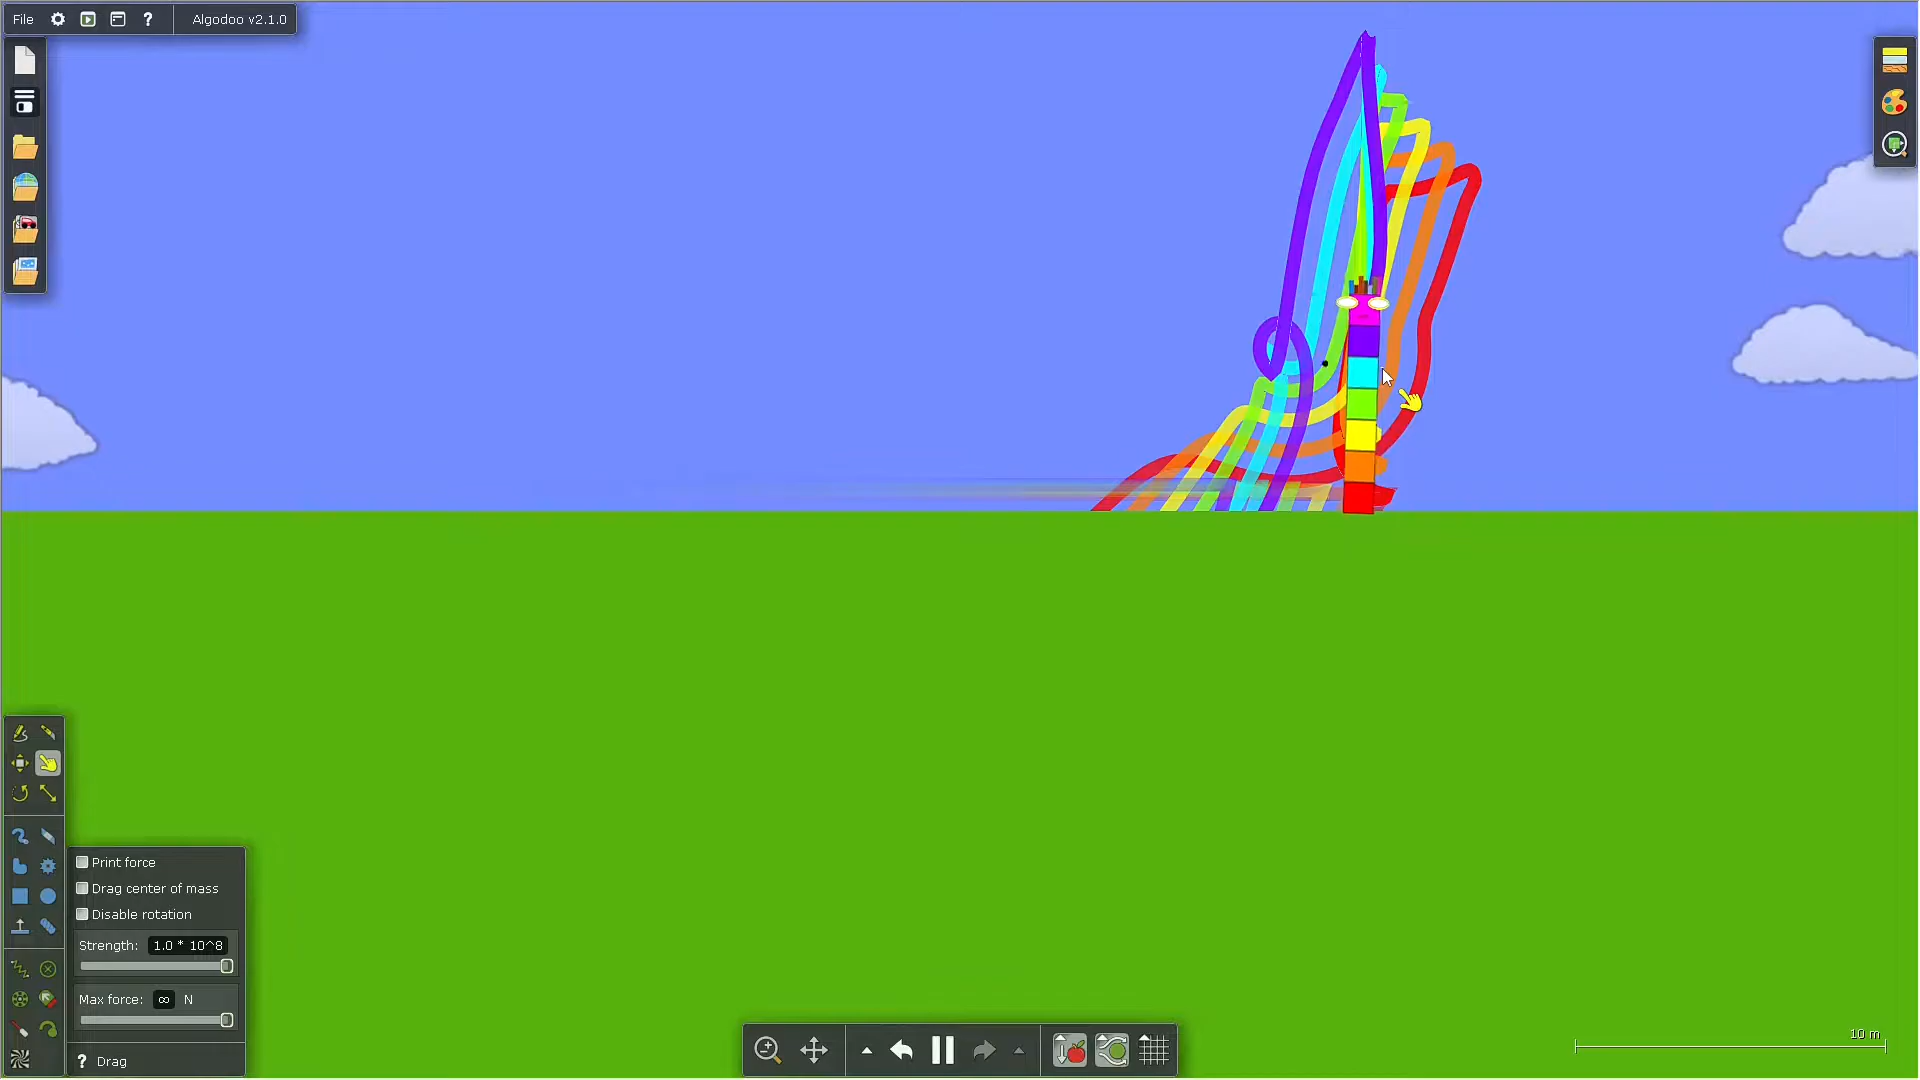 File
?
Algodoo v2.1.0
Print force
Drag center of mass
Disable rotation
Strength: 1.0 * 10^8
Max force: ∞ N
? Drag
10 m